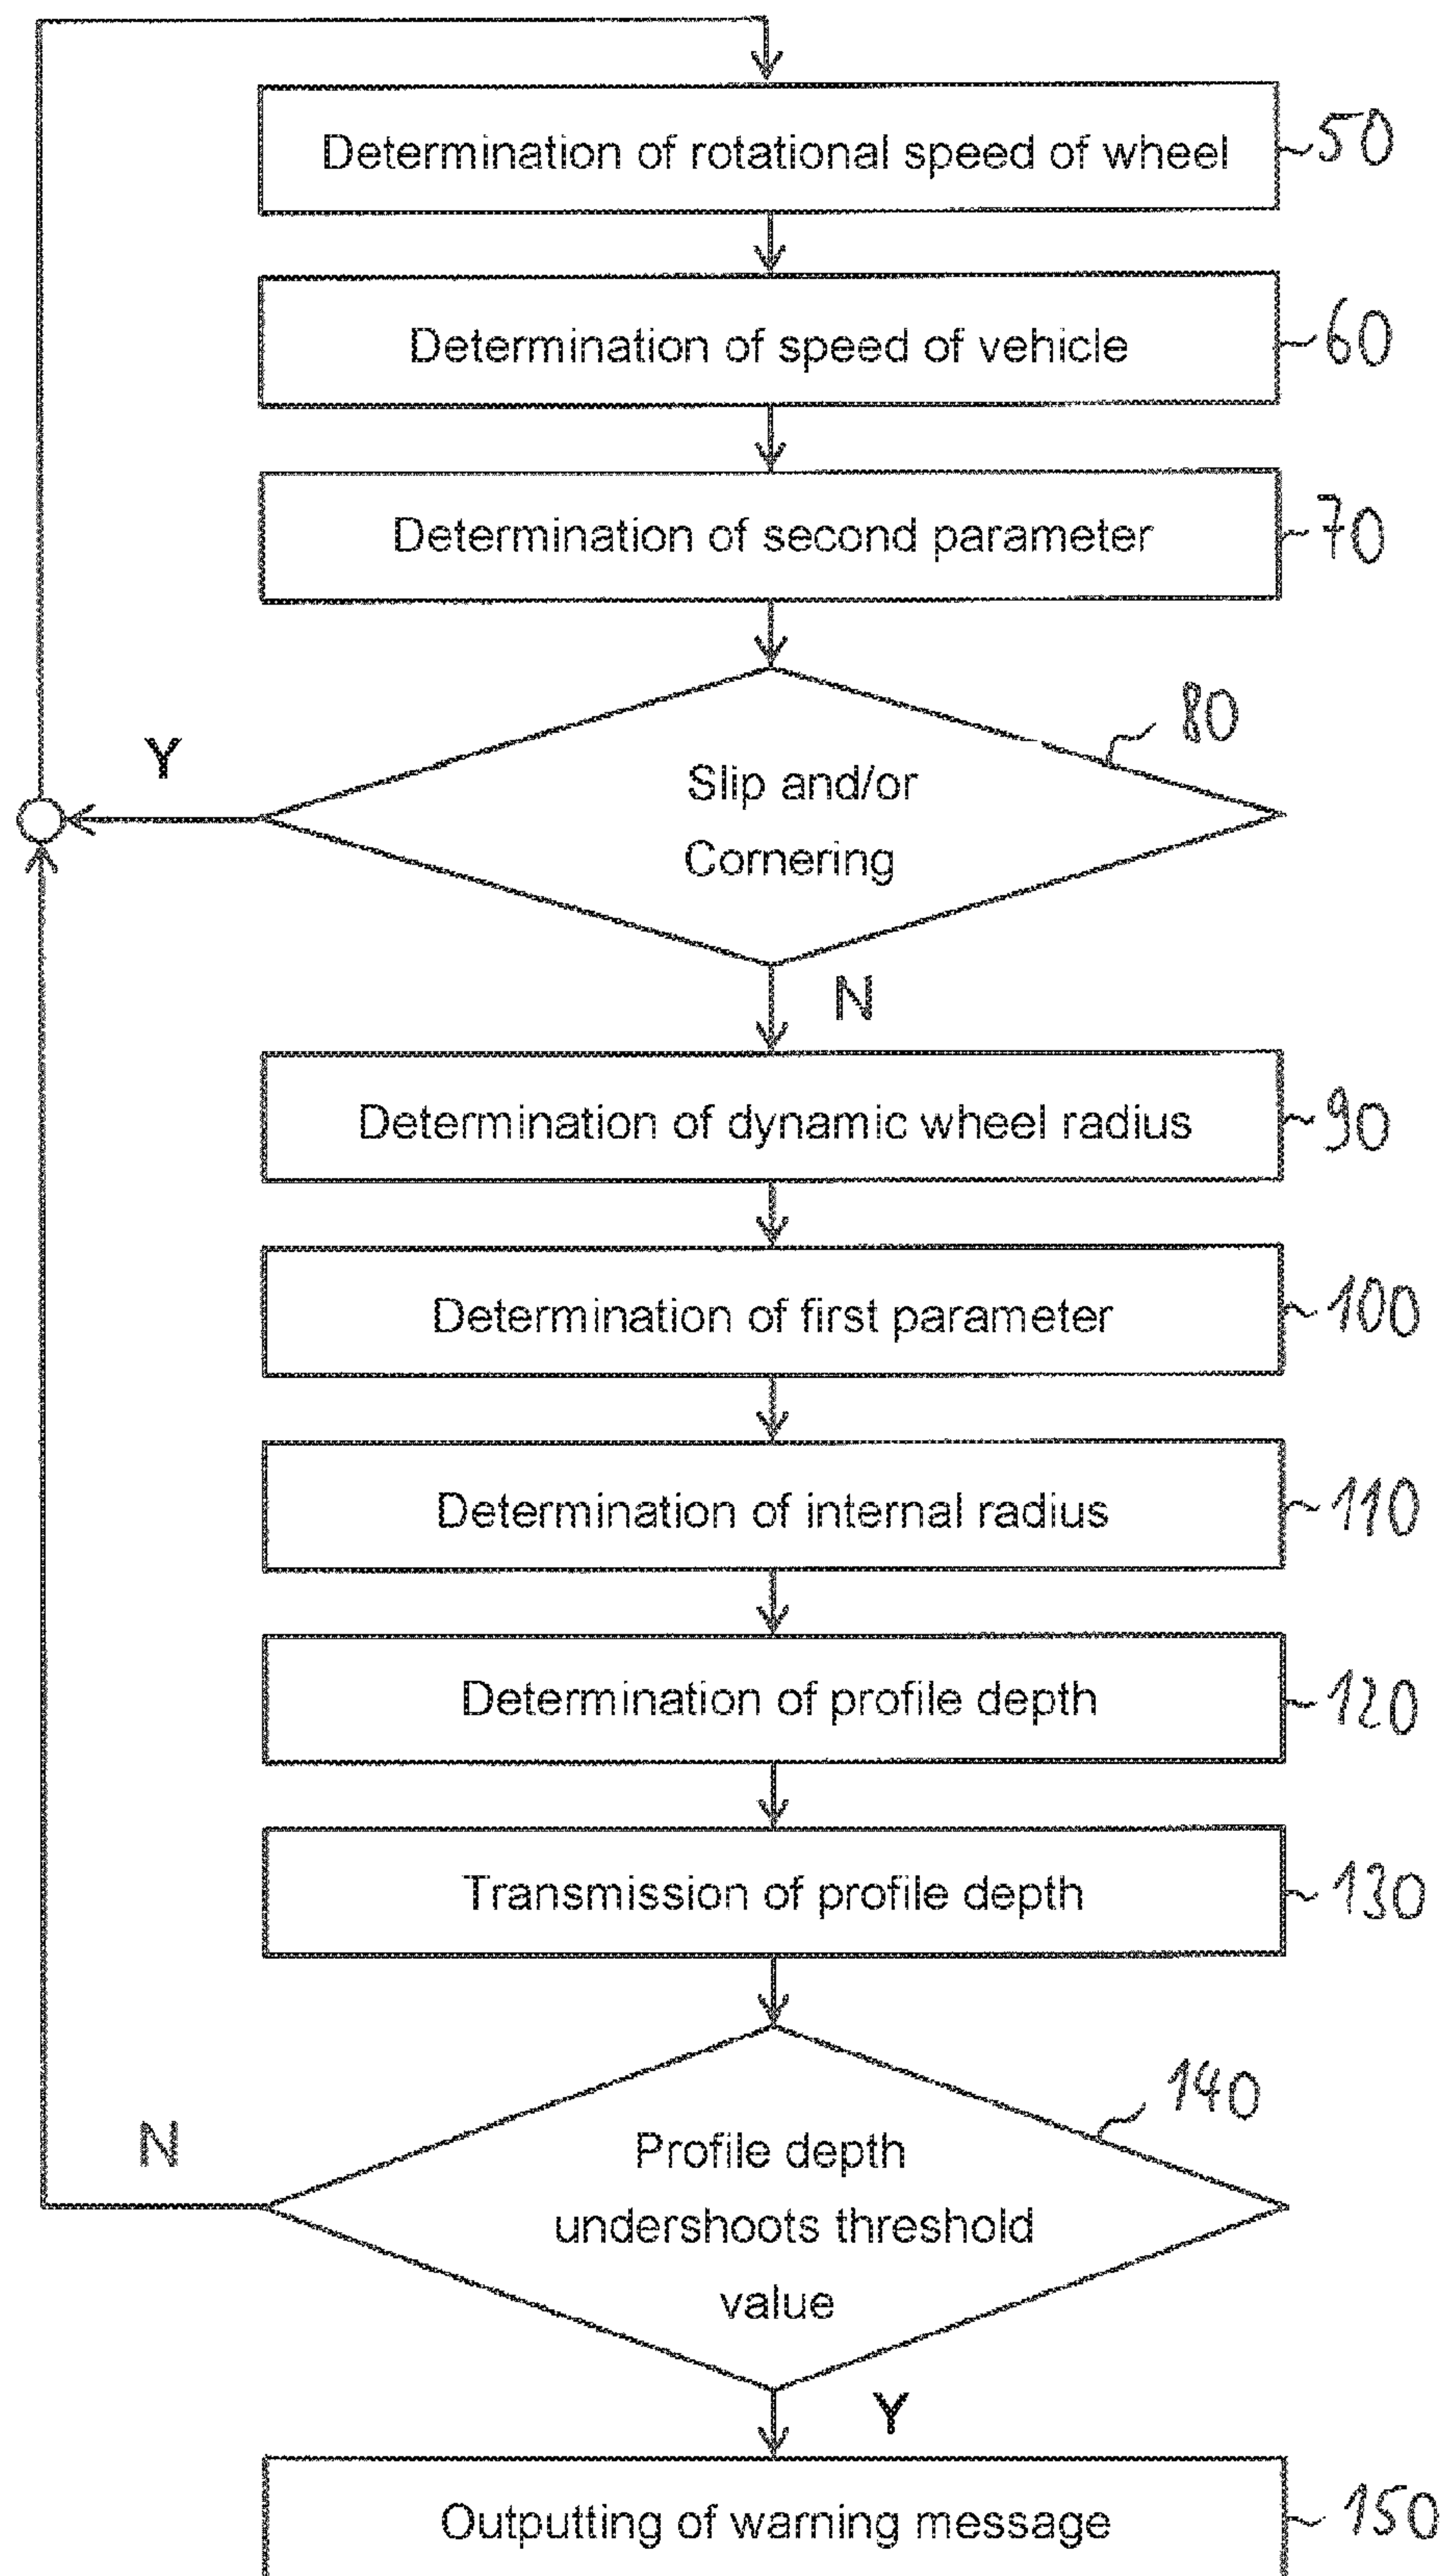 Determination of rotational speed of wheel 50
Determination of speed of vehicle 60
Determination of second parameter 70
80
Y
Slip and/or
Cornering
N
Determination of dynamic wheel radius 90
Determination of first parameter 100
Determination of internal radius 110
Determination of profile depth 120
Transmission of profile depth 130
140
N
Profile depth
undershoots threshold
value
Y
Outputting of warning message 150